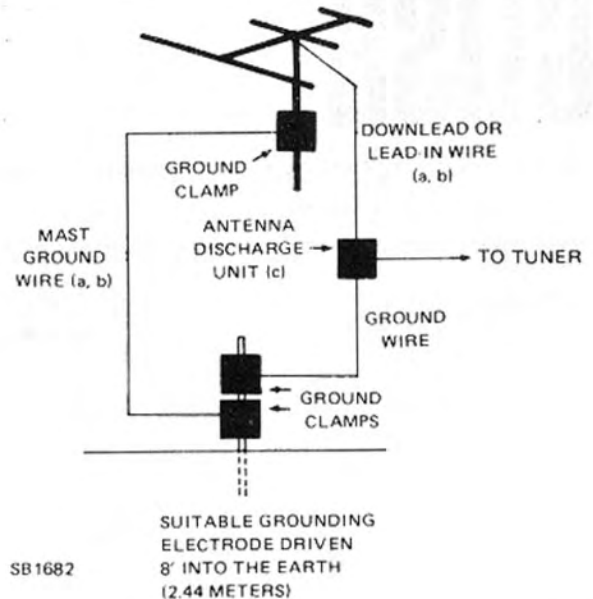 DOWNLEAD OR
LEAD-IN WIRE
(a, b)
GROUND
CLAMP
ANTENNA
DISCHARGE
UNIT (c)
MAST
GROUND
WIRE (a, b)
TO TUNER
GROUND
WIRE
GROUND
CLAMPS
SUITABLE GROUNDING
ELECTRODE DRIVEN
8' INTO THE EARTH
(2.44 METERS)
SB1682